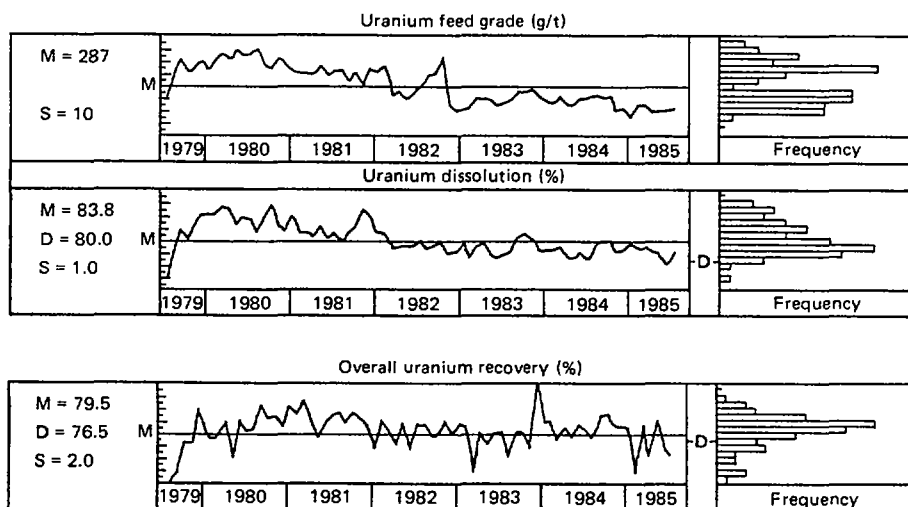 Uranium feed grade (g/t)
M = 287
M
S = 10
1979 1980 1981 1982 1983 1984 1985 Frequency
Uranium dissolution (%)
M = 83.8
D = 80.0 M
S = 1.0 D
1979 1980 1981 1982 1983 1984 1985 Frequency
Overall uranium recovery (%)
M = 79.5
D = 76.5 M D
S = 2.0
1979 1980 1981 1982 1983 1984 1985 Frequency